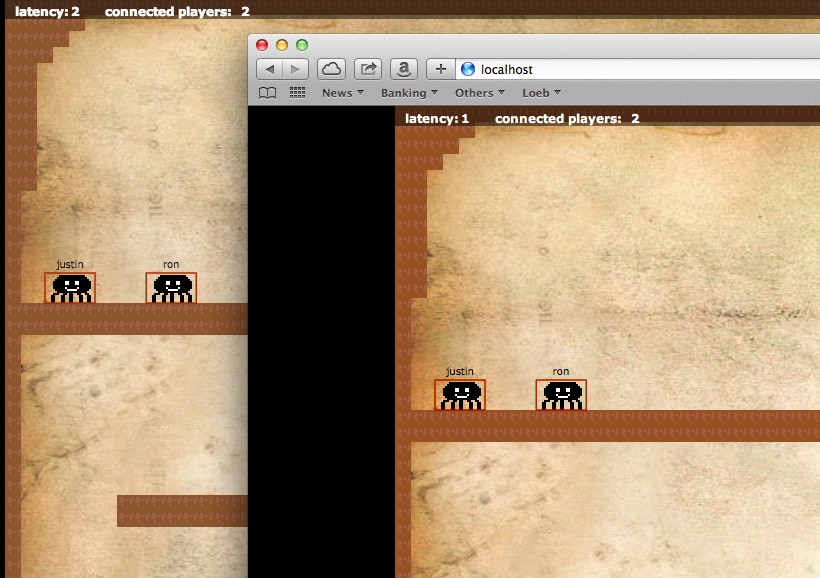 latency: 2 connected players: 2
localhost
News Banking Others Loeb
latency: 1 connected players: 2
justin ron
justin ron